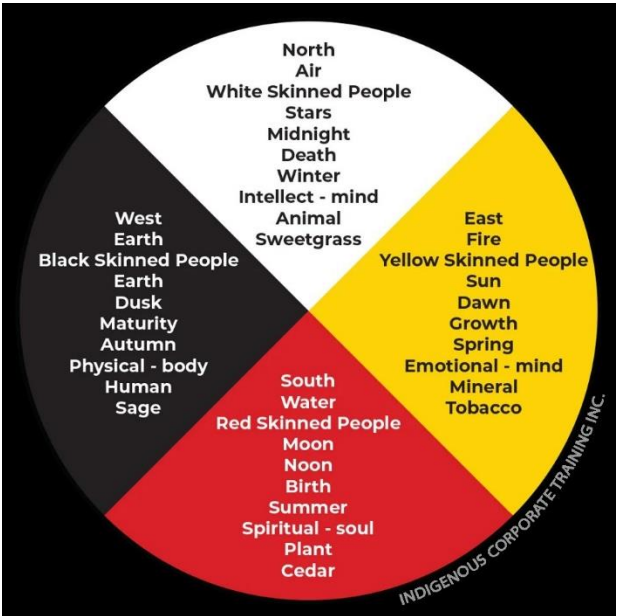 North
Air
White Skinned People
Stars
Midnight
Death
Winter
Intellect - mind
Animal
Sweetgrass
West
Earth
Black Skinned People
Earth
Dusk
Maturity
Autumn
Physical - body
Human
Sage
East
Fire
Yellow Skinned People
Sun
Dawn
Growth
Spring
Emotional - mind
Mineral
Tobacco
South
Water
Red Skinned People
Moon
Noon
Birth
Summer
Spiritual - soul
Plant
Cedar
INDIGENOUS CORPORATE TRAINING INC.